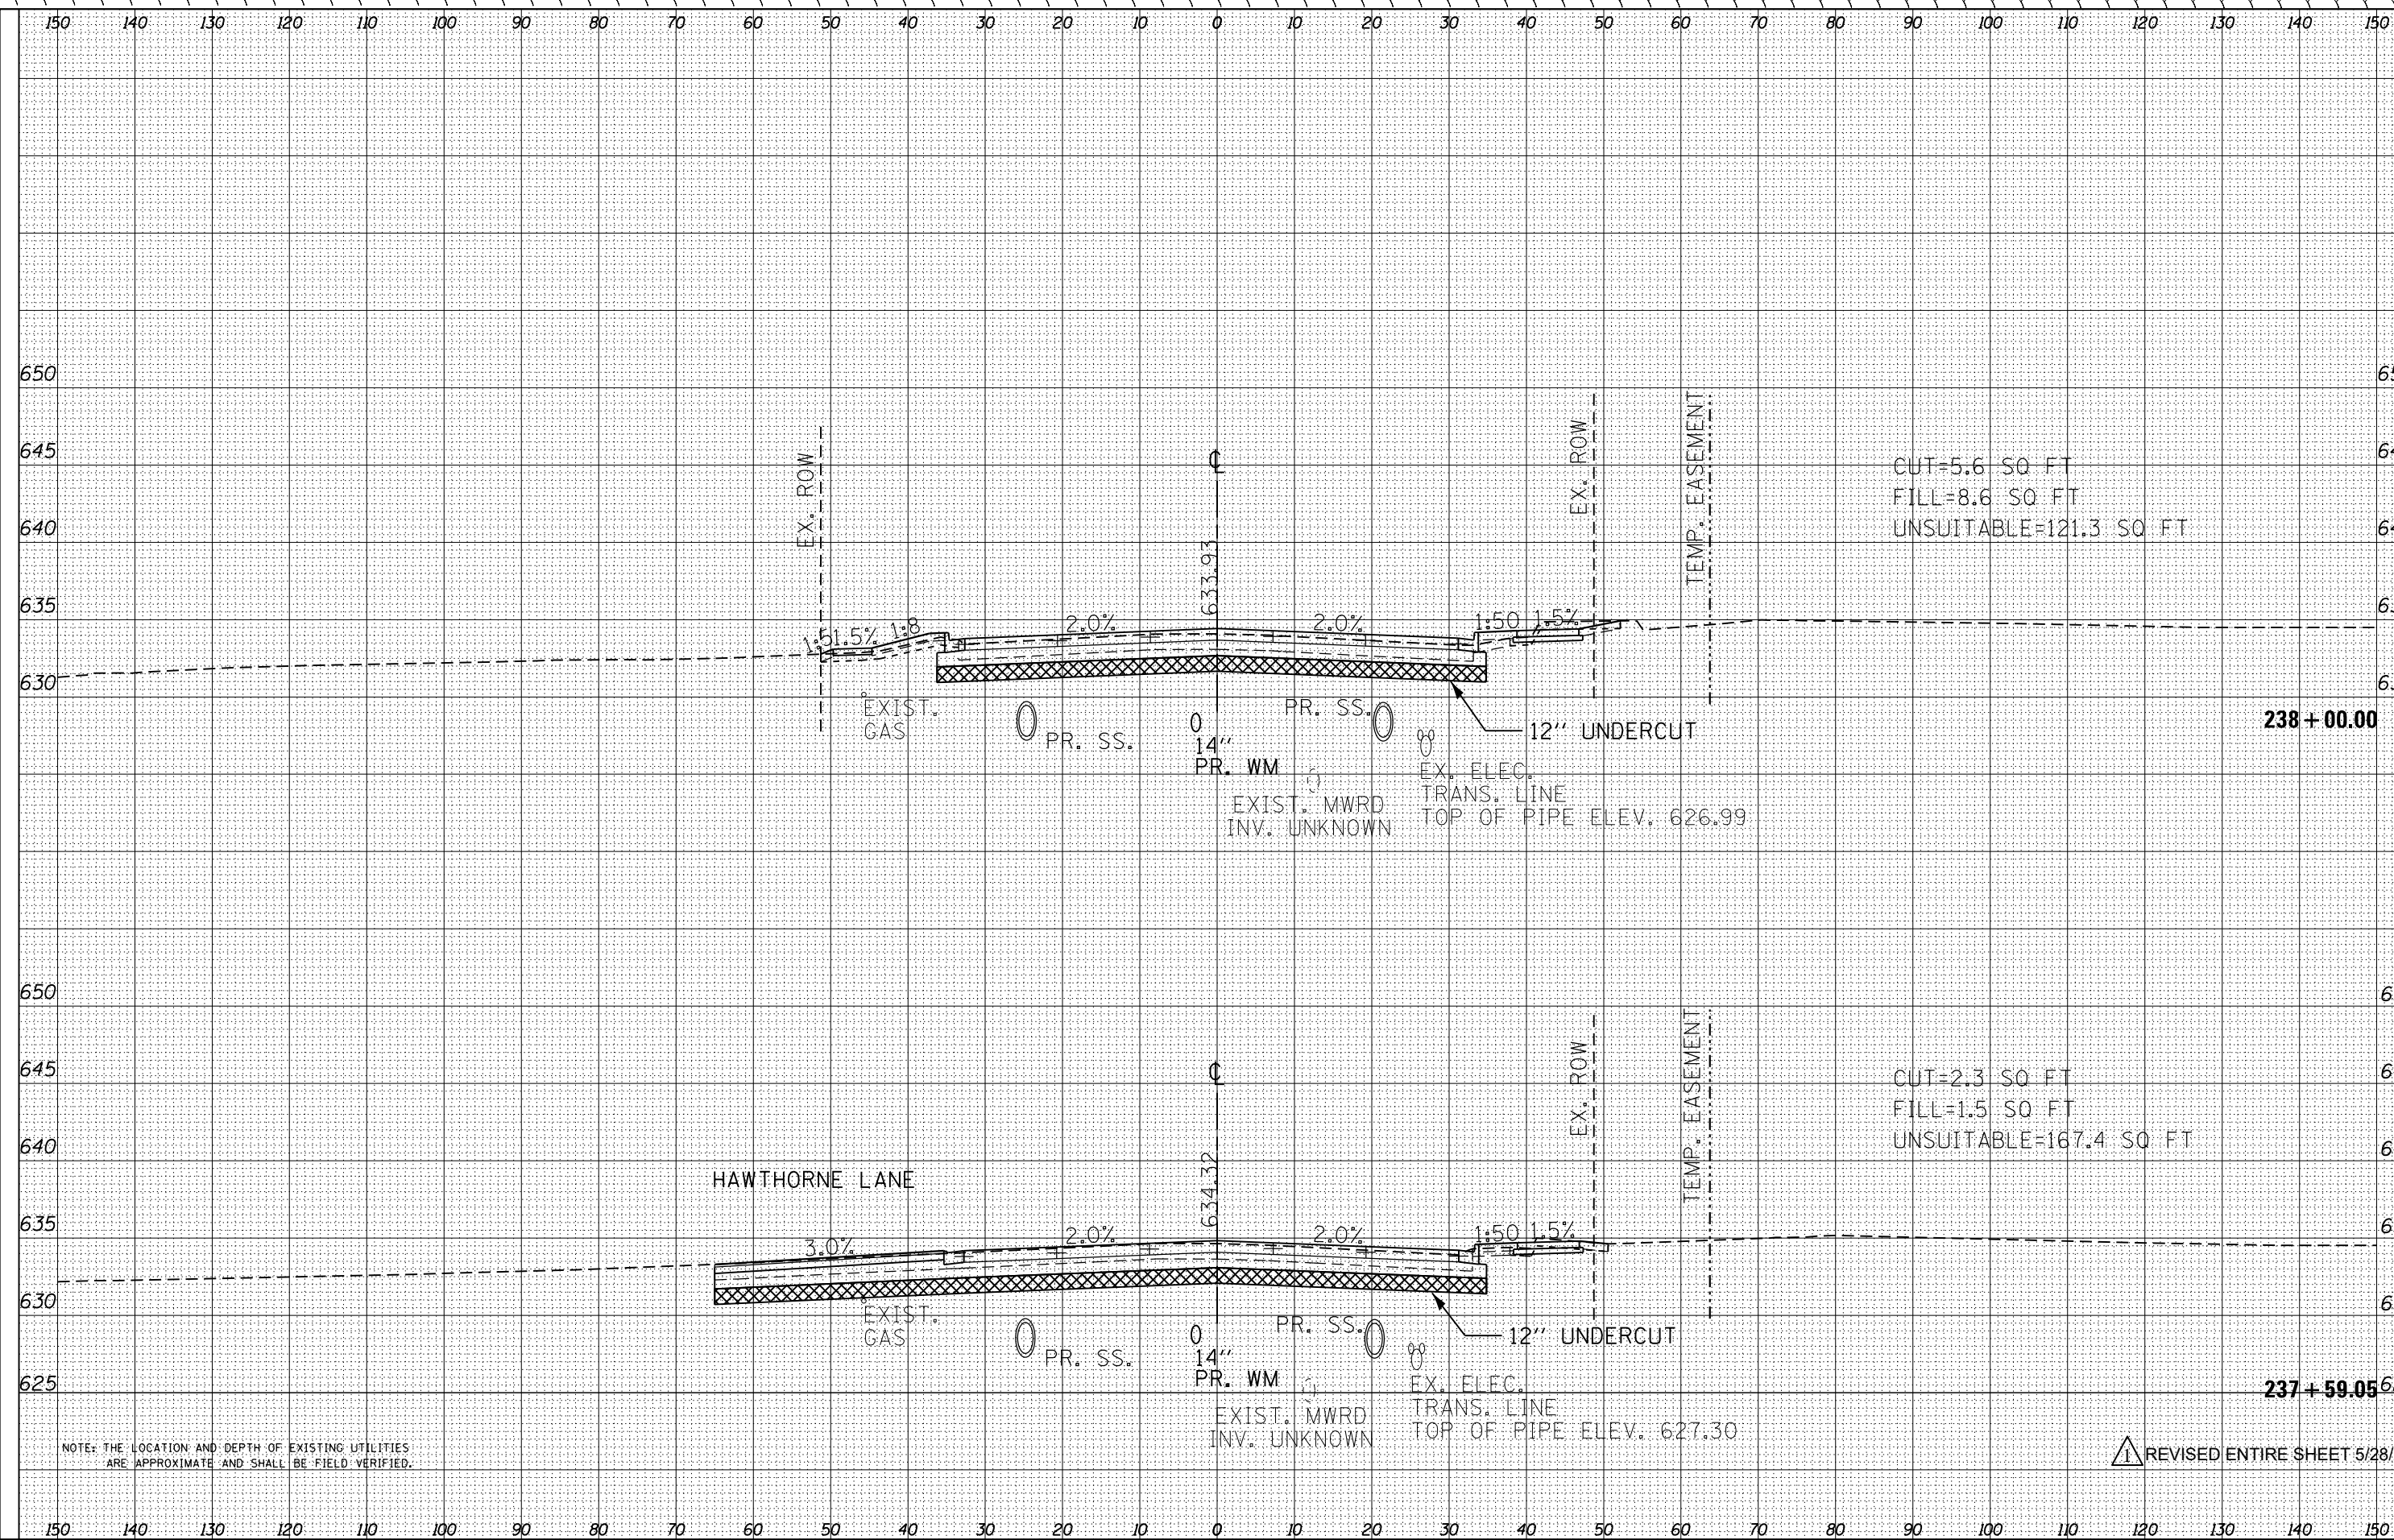 150 140 130 120 110 100 90 80 70 60 50 40 30 20 10 0 10 20 30 40 50 60 70 80 90 100 110 120 130 140 150
650
645
640
635
630
EX. ROW
℄
633.93
EX. ROW
TEMP. EASEMENT
CUT=5.6 SQ FT
FILL=8.6 SQ FT
UNSUITABLE=121.3 SQ FT
1:5 1.5% 1:8 2.0% 2.0% 1:50 1.5%
EXIST.
GAS
PR. SS.
14"
PR. WM
PR. SS.
12" UNDERCUT
238+00.00
EXIST. MWRD
INV. UNKNOWN
EX. ELEC.
TRANS. LINE
TOP OF PIPE ELEV. 626.99
650
645
640
635
630
625
℄
634.32
EX. ROW
TEMP. EASEMENT
CUT=2.3 SQ FT
FILL=1.5 SQ FT
UNSUITABLE=167.4 SQ FT
HAWTHORNE LANE
3.0% 2.0% 2.0% 1:50 1.5%
EXIST.
GAS
PR. SS.
14"
PR. WM
PR. SS.
12" UNDERCUT
237+59.05
EXIST. MWRD
INV. UNKNOWN
EX. ELEC.
TRANS. LINE
TOP OF PIPE ELEV. 627.30
NOTE: THE LOCATION AND DEPTH OF EXISTING UTILITIES
ARE APPROXIMATE AND SHALL BE FIELD VERIFIED.
1 REVISED ENTIRE SHEET 5/28/
150 140 130 120 110 100 90 80 70 60 50 40 30 20 10 0 10 20 30 40 50 60 70 80 90 100 110 120 130 140 150